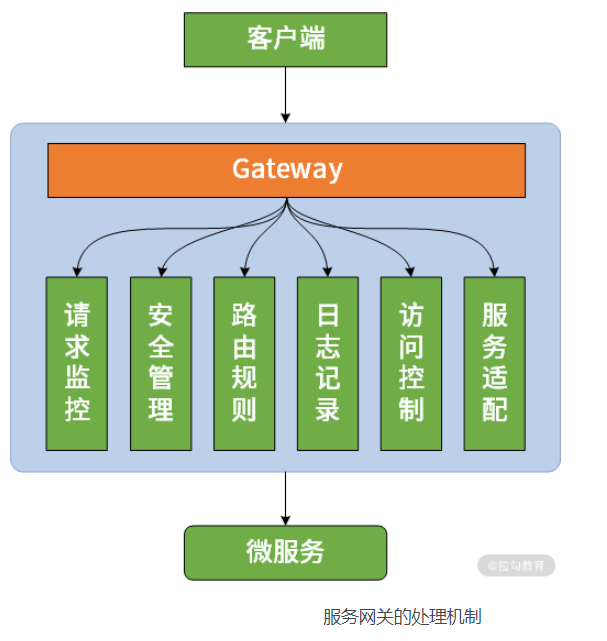 客户端
Gateway
请求监控
安全管理
路由规则
日志记录
访问控制
服务适配
微服务
@拉勾教育
服务网关的处理机制